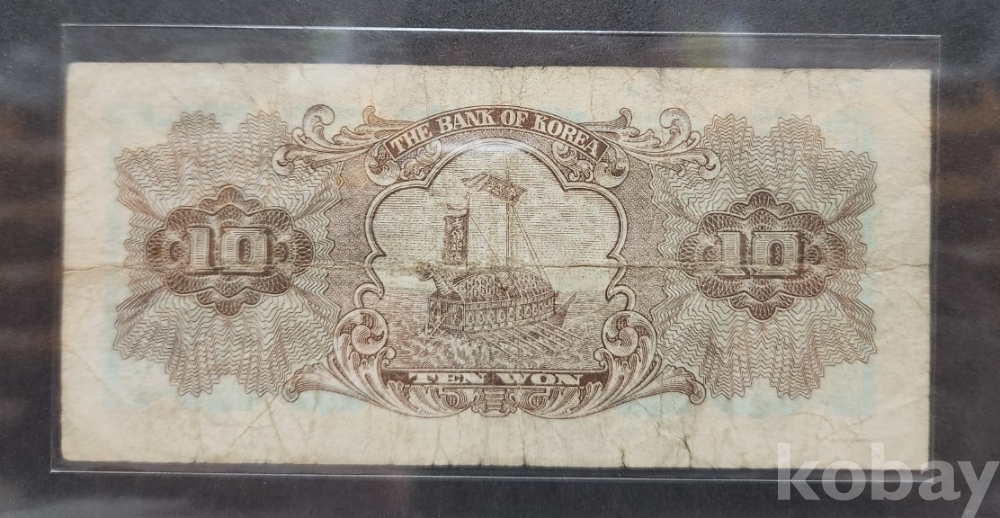 THE BANK OF KOREA
10
10
TEN WON
kobay